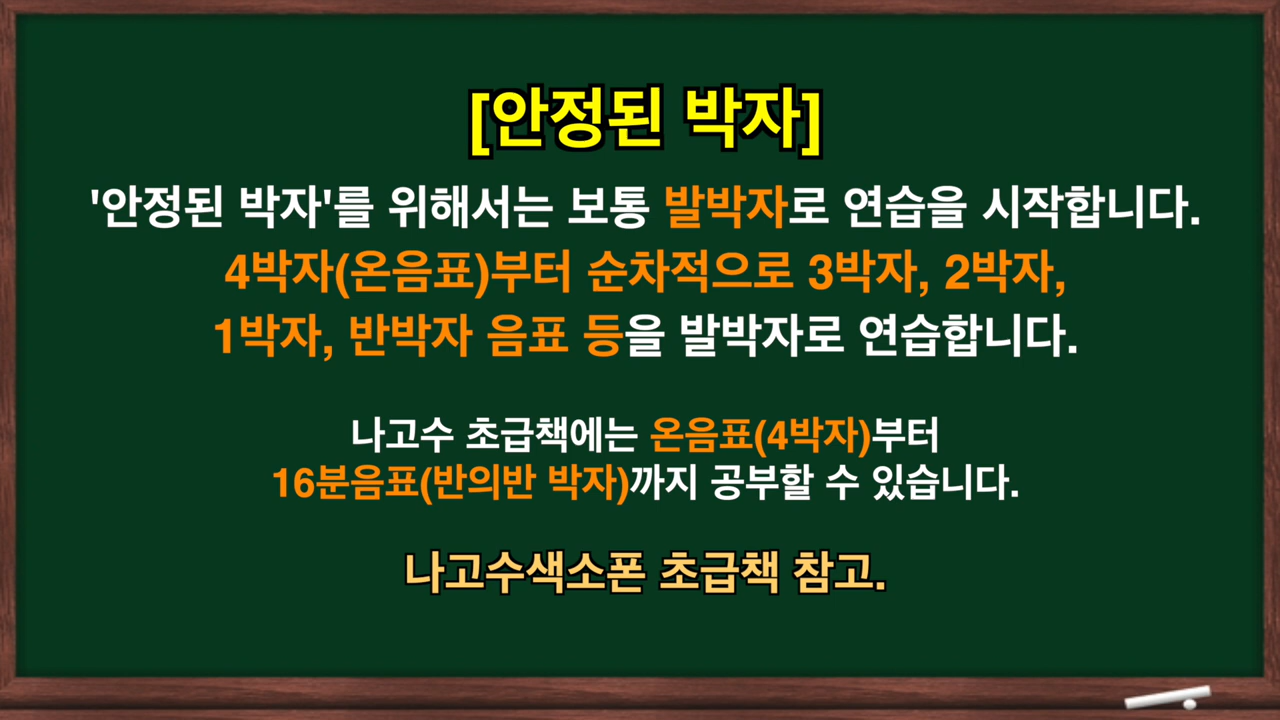 [안정된 박자]
'안정된 박자'를 위해서는 보통 발박자로 연습을 시작합니다.
4박자(온음표)부터 순차적으로 3박자, 2박자,
1박자, 반박자 음표 등을 발박자로 연습합니다.
나고수 초급책에는 온음표(4박자)부터
16분음표(반의반 박자)까지 공부할 수 있습니다.
나고수색소폰 초급책 참고.